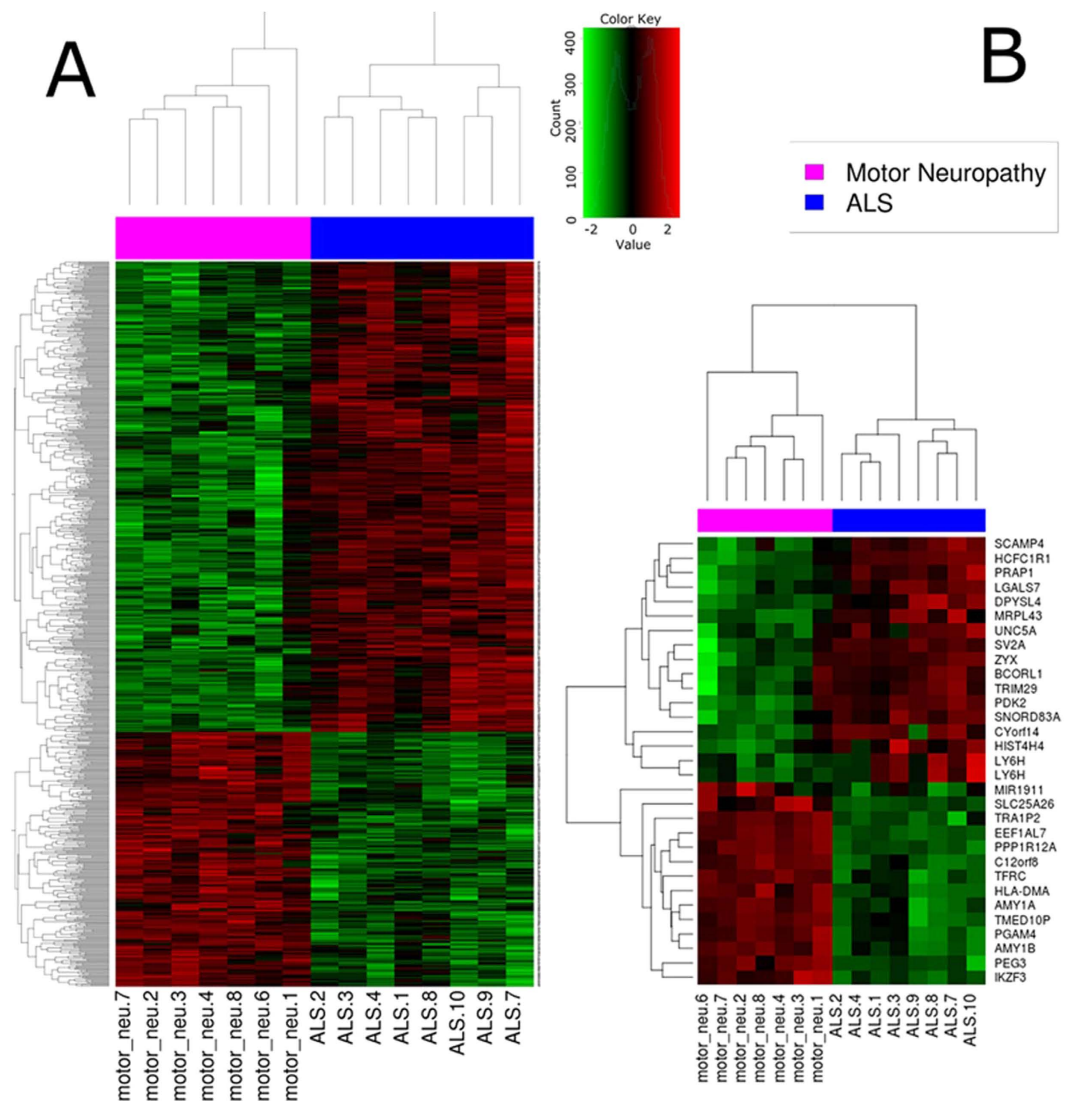 A
Color Key
Count
0
100
200
300
400
-2
0
2
Value
B
Motor Neuropathy
ALS
motor_neu.7
motor_neu.2
motor_neu.3
motor_neu.4
motor_neu.8
motor_neu.6
motor_neu.1
ALS.2
ALS.3
ALS.4
ALS.1
ALS.8
ALS.10
ALS.9
ALS.7
SCAMP4
HCFC1R1
PRAP1
LGALS7
DPYSL4
MRPL43
UNC5A
SV2A
ZYX
BCORL1
TRIM29
PDK2
SNORD83A
CYorf14
HIST4H4
LY6H
LY6H
MIR1911
SLC25A26
TRA1P2
EEF1AL7
PPP1R12A
C12orf8
TFRC
HLA-DMA
AMY1A
TMED10P
PGAM4
AMY1B
PEG3
IKZF3
motor_neu.6
motor_neu.7
motor_neu.2
motor_neu.8
motor_neu.4
motor_neu.3
motor_neu.1
ALS.2
ALS.4
ALS.1
ALS.3
ALS.9
ALS.8
ALS.7
ALS.10